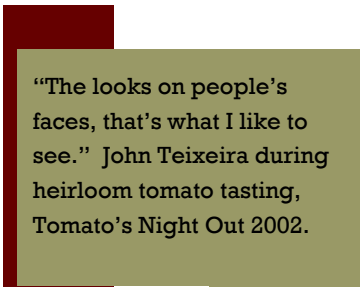 “The looks on people’s
faces, that’s what I like to
see.”  John Teixeira during
heirloom tomato tasting,
Tomato’s Night Out 2002.